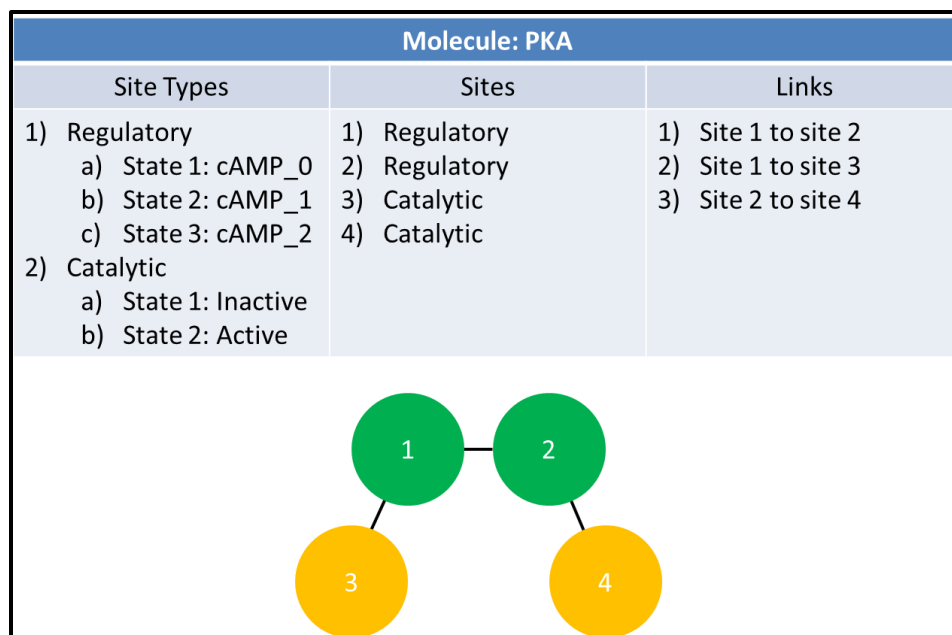 Molecule: PKA
Site Types
Sites
Links
1) Regulatory
a) State 1: cAMP_0
b) State 2: cAMP_1
c) State 3: cAMP_2
2) Catalytic
a) State 1: Inactive
b) State 2: Active
1) Regulatory
2) Regulatory
3) Catalytic
4) Catalytic
1) Site 1 to site 2
2) Site 1 to site 3
3) Site 2 to site 4
1
2
3
4